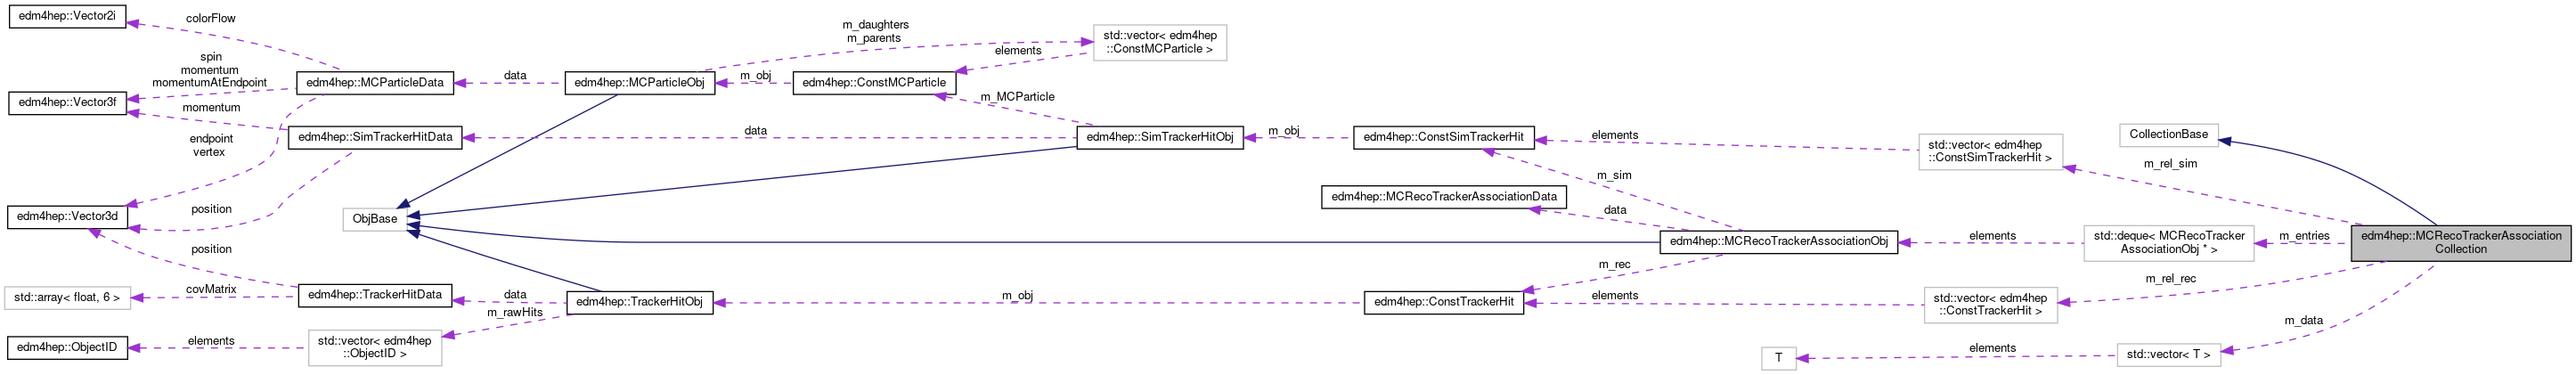 edm4hep::Vector2i
colorFlow
m_daughters
m_parents
std::vector< edm4hep
::ConstMCParticle >
elements
spin
momentum
momentumAtEndpoint
edm4hep::MCParticleData
data
edm4hep::MCParticleObj
m_obj
edm4hep::ConstMCParticle
edm4hep::Vector3f
momentum
m_MCParticle
edm4hep::SimTrackerHitData
data
edm4hep::SimTrackerHitObj
m_obj
edm4hep::ConstSimTrackerHit
elements
std::vector< edm4hep
::ConstSimTrackerHit >
CollectionBase
m_rel_sim
endpoint
vertex
m_sim
edm4hep::MCRecoTrackerAssociationData
data
edm4hep::Vector3d
position
ObjBase
edm4hep::MCRecoTrackerAssociationObj
elements
std::deque< MCRecoTracker
AssociationObj * >
m_entries
edm4hep::MCRecoTrackerAssociation
Collection
position
m_rec
m_rel_rec
std::array< float, 6 >
covMatrix
edm4hep::TrackerHitData
data
edm4hep::TrackerHitObj
m_obj
edm4hep::ConstTrackerHit
elements
std::vector< edm4hep
::ConstTrackerHit >
m_rawHits
m_data
edm4hep::ObjectID
elements
std::vector< edm4hep
::ObjectID >
T
elements
std::vector< T >